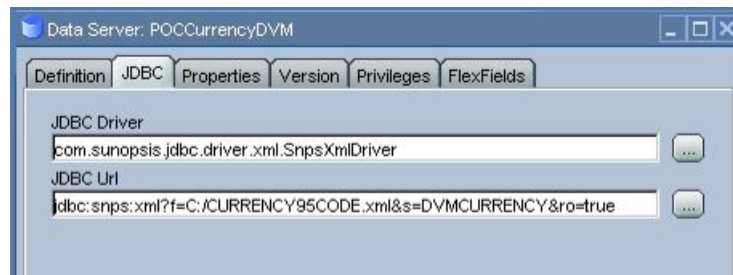 Data Server: POCCurrencyDVM
Definition JDBC Properties Version Privileges FlexFields
JDBC Driver
com.sunopsis.jdbc.driver.xml.SnpsXmlDriver
...
JDBC Url
jdbc:snps:xml?f=C:/CURRENCY95CODE.xml&s=DVMCURRENCY&ro=true
...